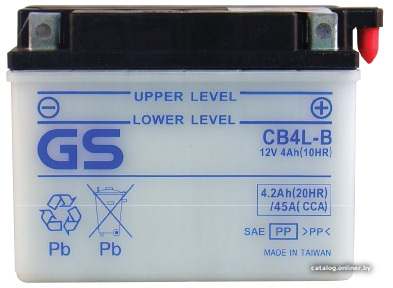 UPPER LEVEL
LOWER LEVEL
GS
CB4L-B
12V 4Ah(10HR)
4.2Ah(20HR)
/45A(CCA)
Pb
Pb
SAE PP >PP<
MADE IN TAIWAN
catalog.onliner.by